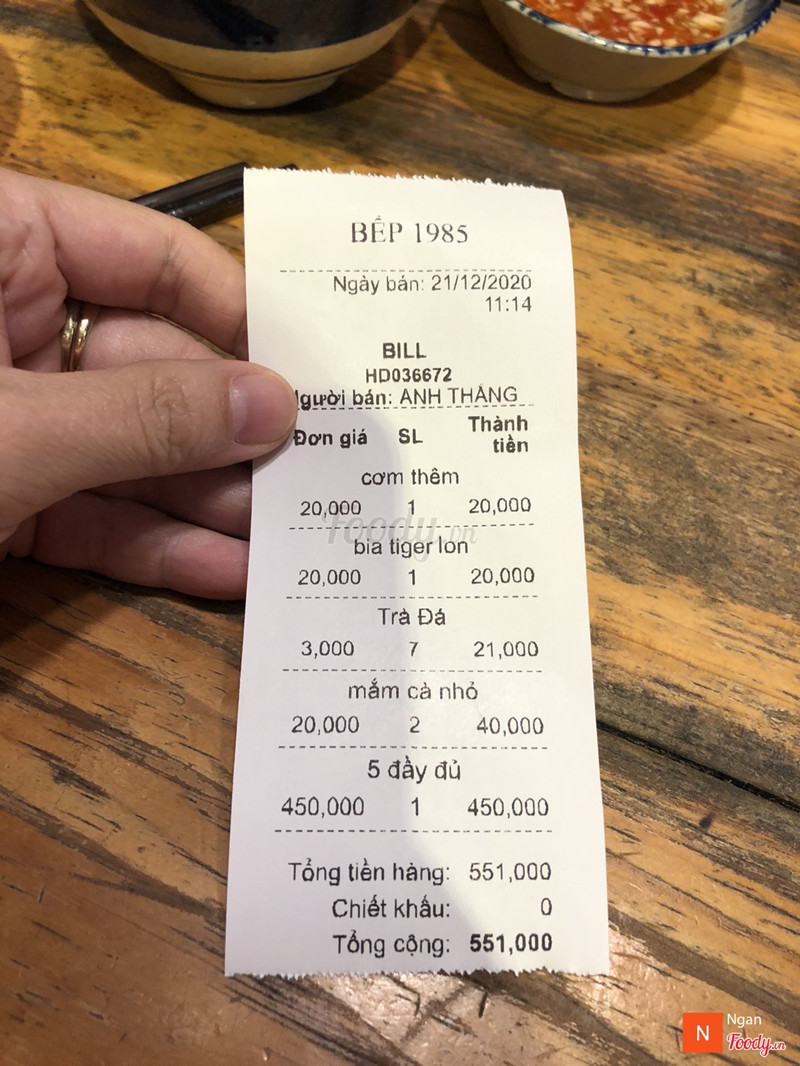 BẾP 1985
Ngày bán: 21/12/2020
11:14
BILL
HD036672
gười bán: ANH THẮNG
Đơn giá SL Thành tiền
cơm thêm
20,000 1 20,000
bia tiger lon
20,000 1 20,000
Trà Đá
3,000 7 21,000
mắm cà nhỏ
20,000 2 40,000
5 đầy đủ
450,000 1 450,000
Tổng tiền hàng: 551,000
Chiết khấu: 0
Tổng cộng: 551,000
Foody.vn
N Ngan
Foody.vn